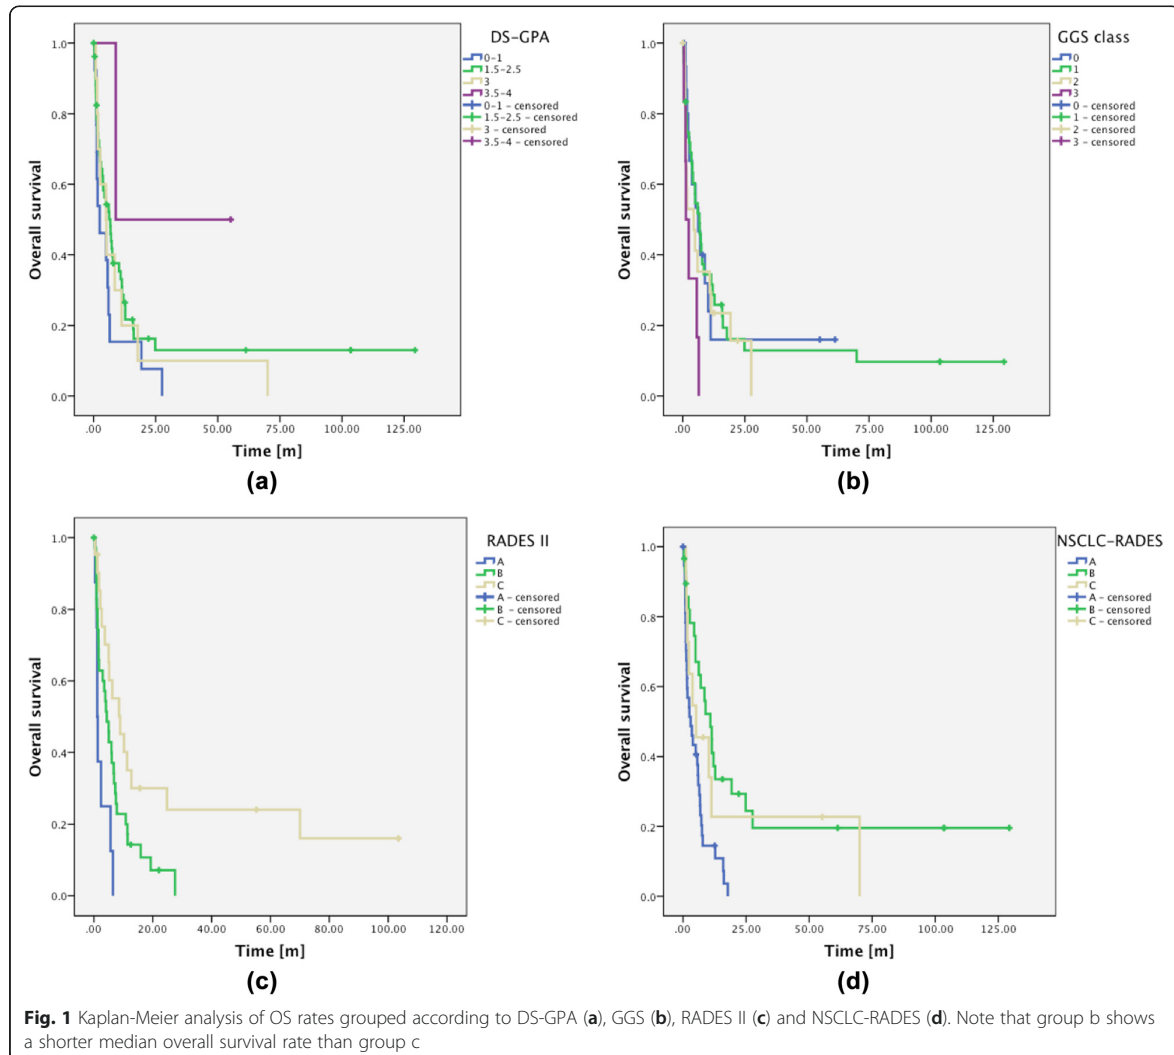 DS-GPA
0-1
1.5-2.5
3
3.5-4
0-1 - censored
1.5-2.5 - censored
3 - censored
3.5-4 - censored
Overall survival
1.0
0.8
0.6
0.4
0.2
0.0
.00 25.00 50.00 75.00 100.00 125.00
Time [m]
(a)
GGS class
0
1
2
3
0 - censored
1 - censored
2 - censored
3 - censored
Overall survival
1.0
0.8
0.6
0.4
0.2
0.0
.00 25.00 50.00 75.00 100.00 125.00
Time [m]
(b)
RADES II
A
B
C
A - censored
B - censored
C - censored
Overall survival
1.0
0.8
0.6
0.4
0.2
0.0
.00 20.00 40.00 60.00 80.00 100.00 120.00
Time [m]
(c)
NSCLC-RADES
A
B
C
A - censored
B - censored
C - censored
Overall survival
1.0
0.8
0.6
0.4
0.2
0.0
.00 25.00 50.00 75.00 100.00 125.00
Time [m]
(d)
Fig. 1 Kaplan-Meier analysis of OS rates grouped according to DS-GPA (a), GGS (b), RADES II (c) and NSCLC-RADES (d). Note that group b shows
a shorter median overall survival rate than group c